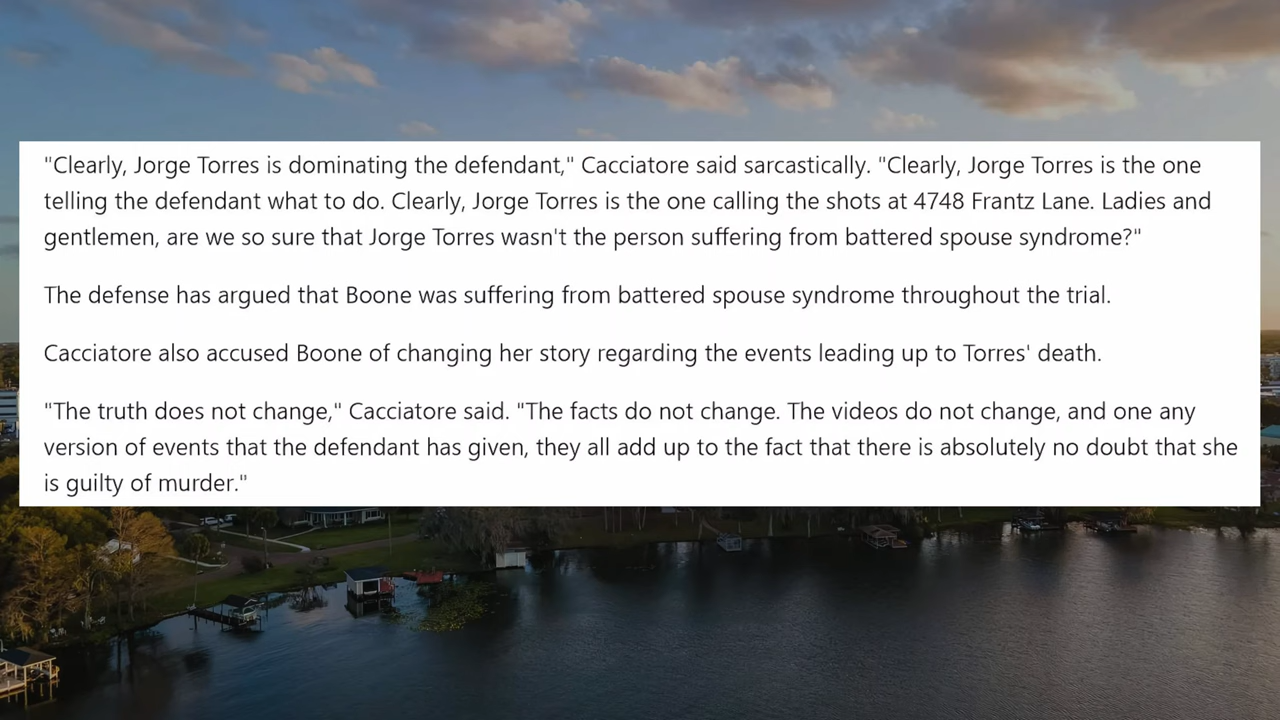 "Clearly, Jorge Torres is dominating the defendant," Cacciatore said sarcastically. "Clearly, Jorge Torres is the one
telling the defendant what to do. Clearly, Jorge Torres is the one calling the shots at 4748 Frantz Lane. Ladies and
gentlemen, are we so sure that Jorge Torres wasn't the person suffering from battered spouse syndrome?"
The defense has argued that Boone was suffering from battered spouse syndrome throughout the trial.
Cacciatore also accused Boone of changing her story regarding the events leading up to Torres' death.
"The truth does not change," Cacciatore said. "The facts do not change. The videos do not change, and one any
version of events that the defendant has given, they all add up to the fact that there is absolutely no doubt that she
is guilty of murder."